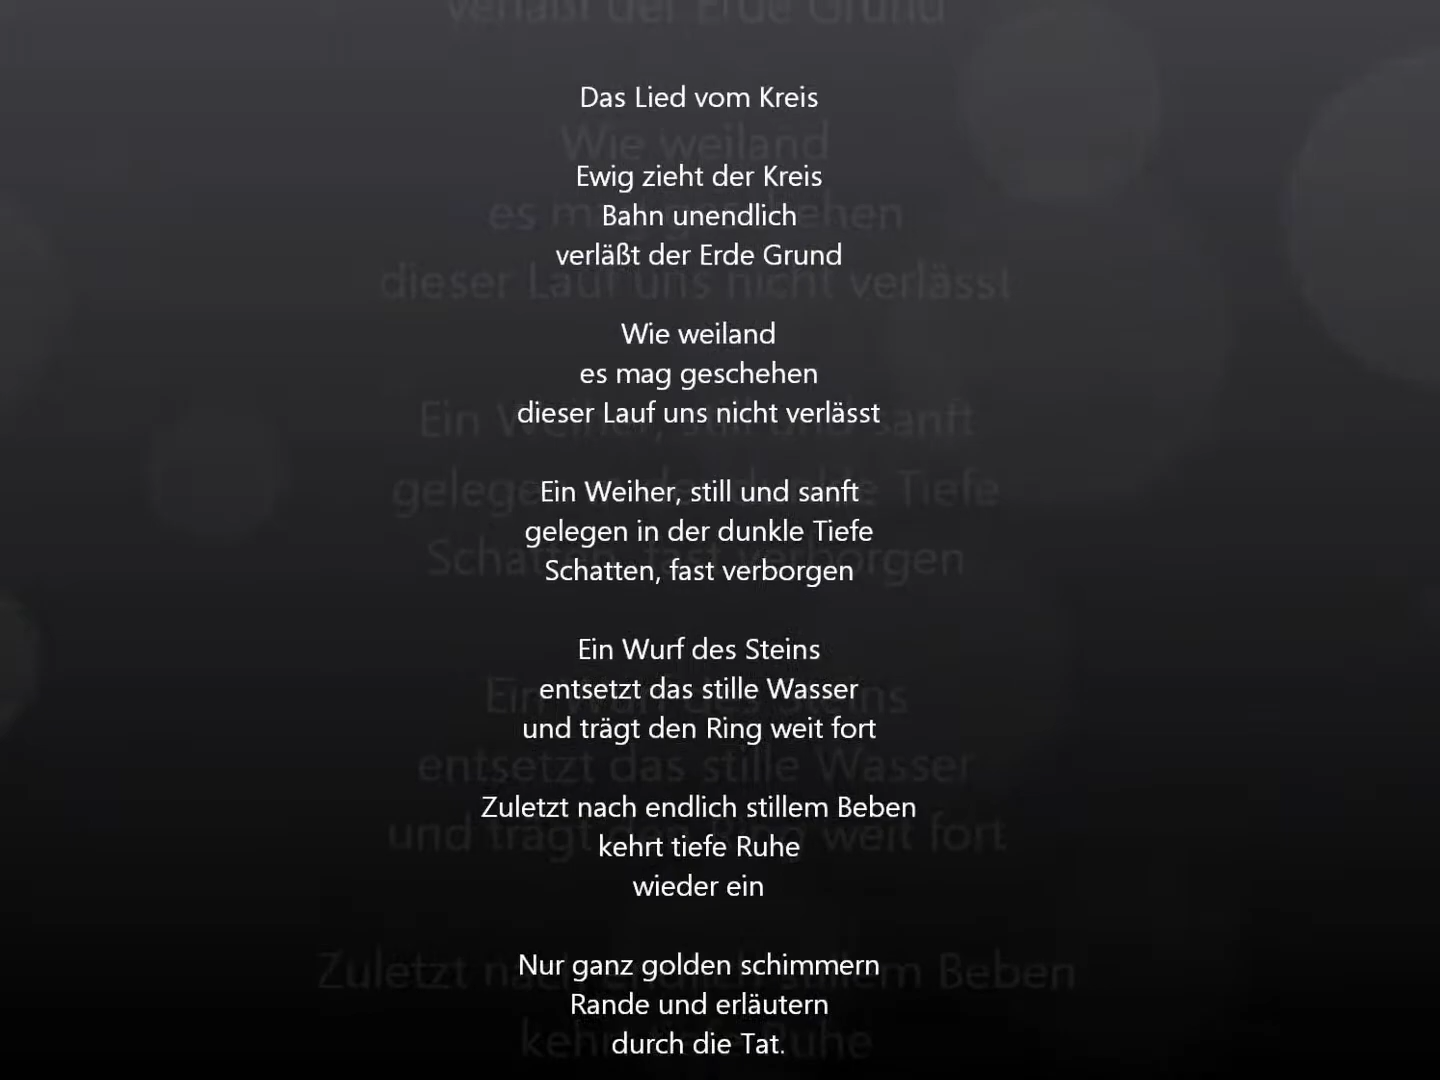 Das Lied vom Kreis
Ewig zieht der Kreis
Bahn unendlich
verläßt der Erde Grund
Wie weiland
es mag geschehen
dieser Lauf uns nicht verlässt
Ein Weiher, still und sanft
gelegen in der dunkle Tiefe
Schatten, fast verborgen
Ein Wurf des Steins
entsetzt das stille Wasser
und trägt den Ring weit fort
Zuletzt nach endlich stillem Beben
kehrt tiefe Ruhe
wieder ein
Nur ganz golden schimmern
Rande und erläutern
durch die Tat.